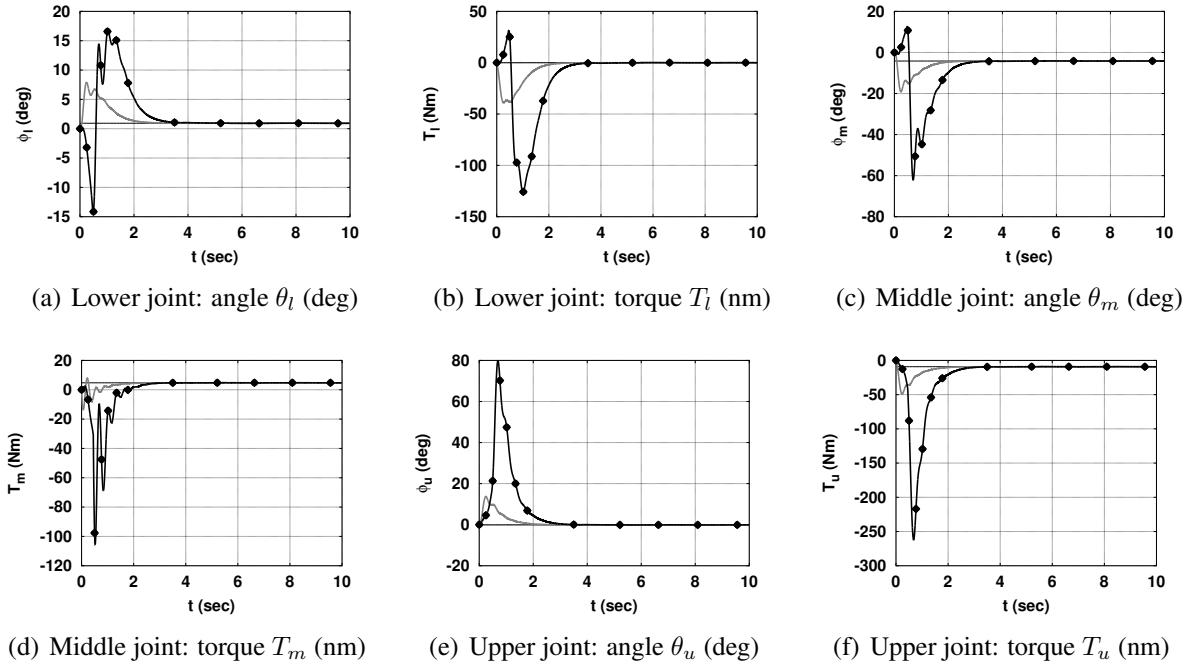 20
15
10
5
0
-5
-10
-15
ϕl (deg)
0 2 4 6 8 10
t (sec)
(a) Lower joint: angle θl (deg)
50
0
-50
-100
-150
Tl (Nm)
0 2 4 6 8 10
t (sec)
(b) Lower joint: torque Tl (nm)
20
0
-20
-40
-60
-80
ϕm (deg)
0 2 4 6 8 10
t (sec)
(c) Middle joint: angle θm (deg)
20
0
-20
-40
-60
-80
-100
-120
Tm (Nm)
0 2 4 6 8 10
t (sec)
(d) Middle joint: torque Tm (nm)
80
60
40
20
0
-20
ϕu (deg)
0 2 4 6 8 10
t (sec)
(e) Upper joint: angle θu (deg)
0
-50
-100
-150
-200
-250
-300
Tu (Nm)
0 2 4 6 8 10
t (sec)
(f) Upper joint: torque Tu (nm)